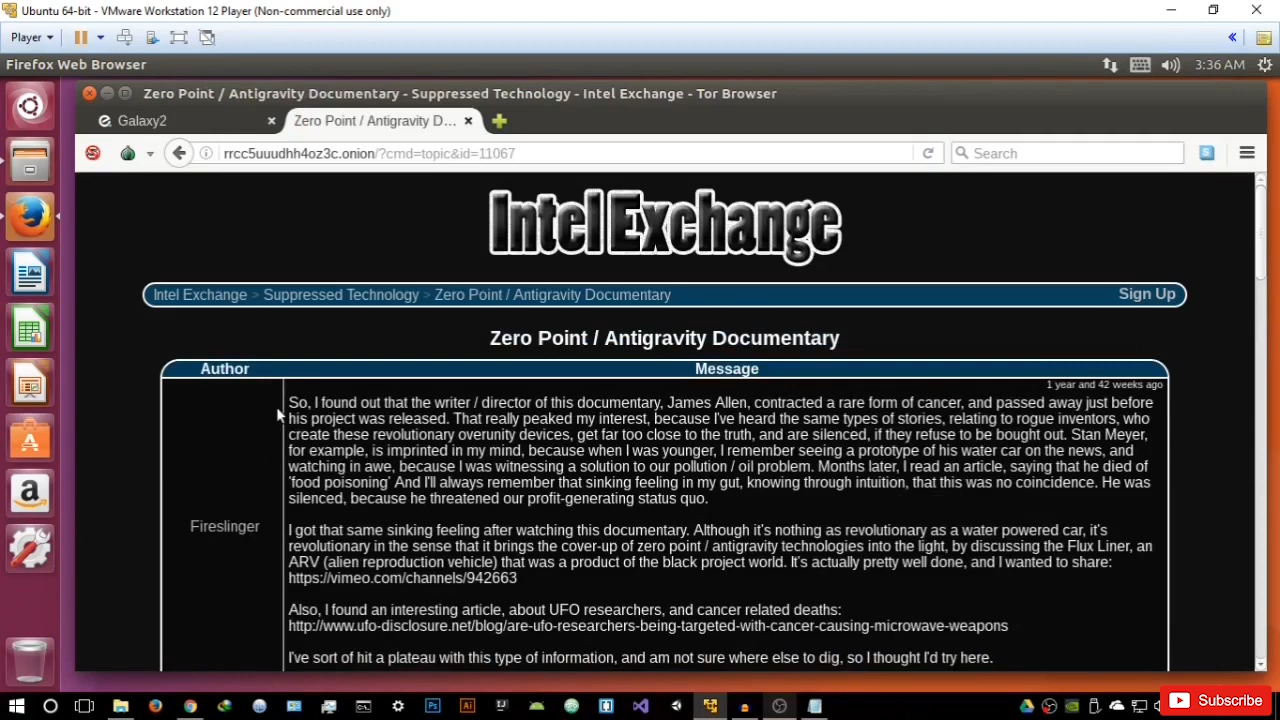 Ubuntu 64-bit - VMware Workstation 12 Player (Non-commercial use only)
Player
Firefox Web Browser
3:36 AM
Zero Point / Antigravity Documentary - Suppressed Technology - Intel Exchange - Tor Browser
Galaxy2
Zero Point / Antigravity D...
rrcc5uuudhh4oz3c.onion/?cmd=topic&id=11067
Search
Intel Exchange
Intel Exchange > Suppressed Technology > Zero Point / Antigravity Documentary
Sign Up
Zero Point / Antigravity Documentary
Author
Message
1 year and 42 weeks ago
Fireslinger
So, I found out that the writer / director of this documentary, James Allen, contracted a rare form of cancer, and passed away just before
his project was released. That really peaked my interest, because I've heard the same types of stories, relating to rogue inventors, who
create these revolutionary overunity devices, get far too close to the truth, and are silenced, if they refuse to be bought out. Stan Meyer,
for example, is imprinted in my mind, because when I was younger, I remember seeing a prototype of his water car on the news, and
watching in awe, because I was witnessing a solution to our pollution / oil problem. Months later, I read an article, saying that he died of
'food poisoning' And I'll always remember that sinking feeling in my gut, knowing through intuition, that this was no coincidence. He was
silenced, because he threatened our profit-generating status quo.
I got that same sinking feeling after watching this documentary. Although it's nothing as revolutionary as a water powered car, it's
revolutionary in the sense that it brings the cover-up of zero point / antigravity technologies into the light, by discussing the Flux Liner, an
ARV (alien reproduction vehicle) that was a product of the black project world. It's actually pretty well done, and I wanted to share:
https://vimeo.com/channels/942663
Also, I found an interesting article, about UFO researchers, and cancer related deaths:
http://www.ufo-disclosure.net/blog/are-ufo-researchers-being-targeted-with-cancer-causing-microwave-weapons
I've sort of hit a plateau with this type of information, and am not sure where else to dig, so I thought I'd try here.
Subscribe